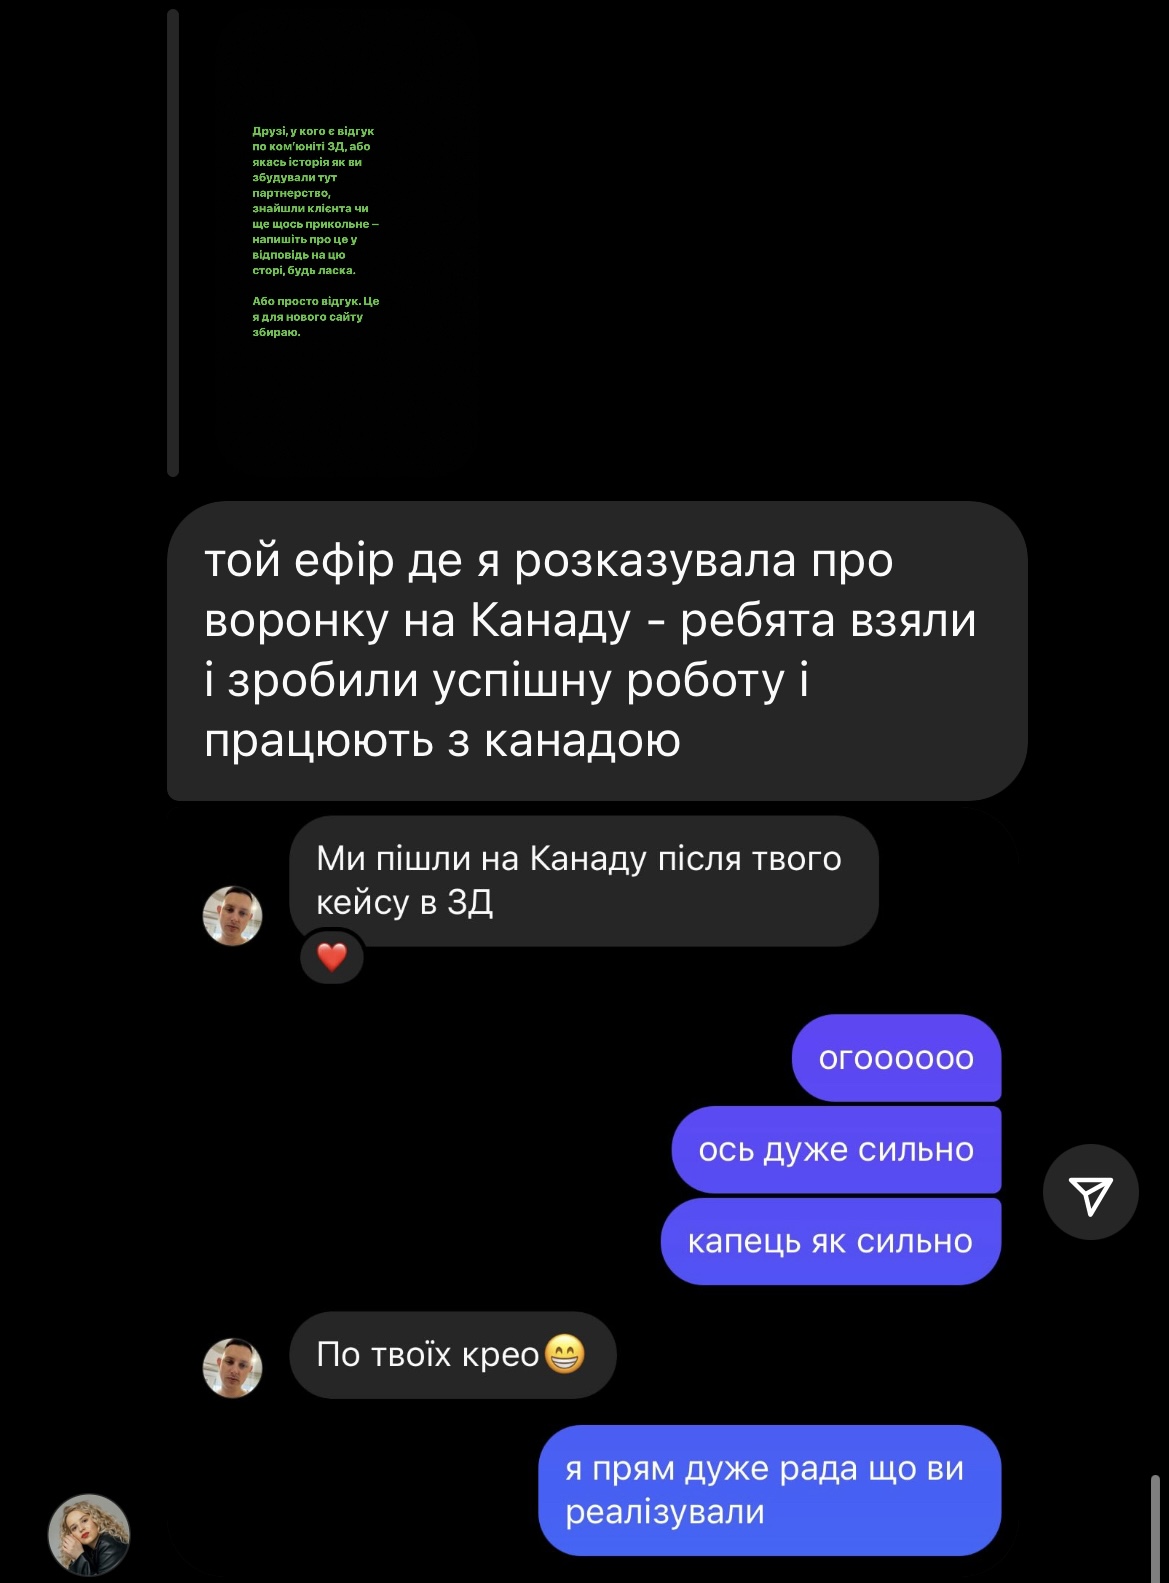 Друзі, у кого є відгук
по ком'юніті ЗД, або
якась історія як ви
збудували тут
партнерство,
знайшли клієнта чи
ще щось прикольне –
напишіть про це у
відповідь на цю
сторі, будь ласка.
Або просто відгук. Це
я для нового сайту
збираю.
той ефір де я розказувала про
воронку на Канаду - ребята взяли
і зробили успішну роботу і
працюють з канадою
Ми пішли на Канаду після твого
кейсу в ЗД
огоооооо
ось дуже сильно
капець як сильно
По твоїх крео😁
я прям дуже рада що ви
реалізували